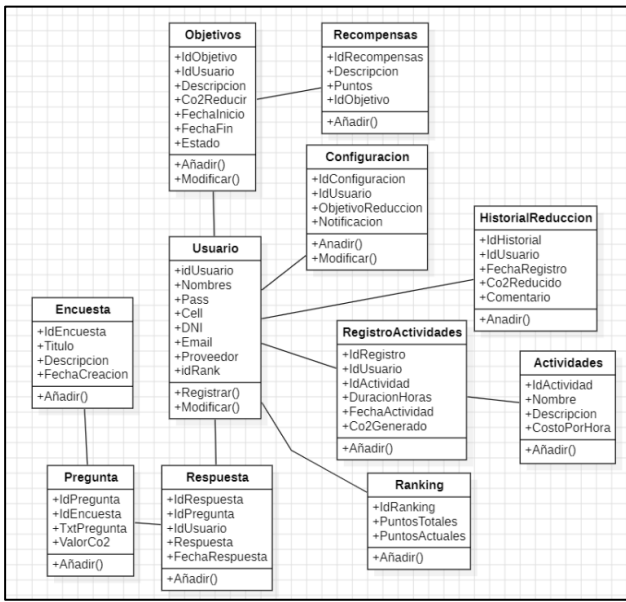 Objetivos
+IdObjetivo
+IdUsuario
+Descripcion
+Co2Reducir
+FechaInicio
+FechaFin
+Estado
+Añadir()
+Modificar()
Recompensas
+IdRecompensas
+Descripcion
+Puntos
+IdObjetivo
+Añadir()
Configuracion
+IdConfiguracion
+IdUsuario
+ObjetivoReduccion
+Notificacion
+Anadir()
+Modificar()
HistorialReduccion
+IdHistorial
+IdUsuario
+FechaRegistro
+Co2Reducido
+Comentario
+Anadir()
Usuario
+idUsuario
+Nombres
+Pass
+Cell
+DNI
+Email
+Proveedor
+idRank
+Registrar()
+Modificar()
Encuesta
+IdEncuesta
+Titulo
+Descripcion
+FechaCreacion
+Añadir()
RegistroActividades
+IdRegistro
+IdUsuario
+IdActividad
+DuracionHoras
+FechaActividad
+Co2Generado
+Añadir()
Actividades
+IdActividad
+Nombre
+Descripcion
+CostoPorHora
+Añadir()
Pregunta
+IdPregunta
+IdEncuesta
+TxtPregunta
+ValorCo2
+Añadir()
Respuesta
+IdRespuesta
+IdPregunta
+IdUsuario
+Respuesta
+FechaRespuesta
+Añadir()
Ranking
+IdRanking
+PuntosTotales
+PuntosActuales
+Añadir()